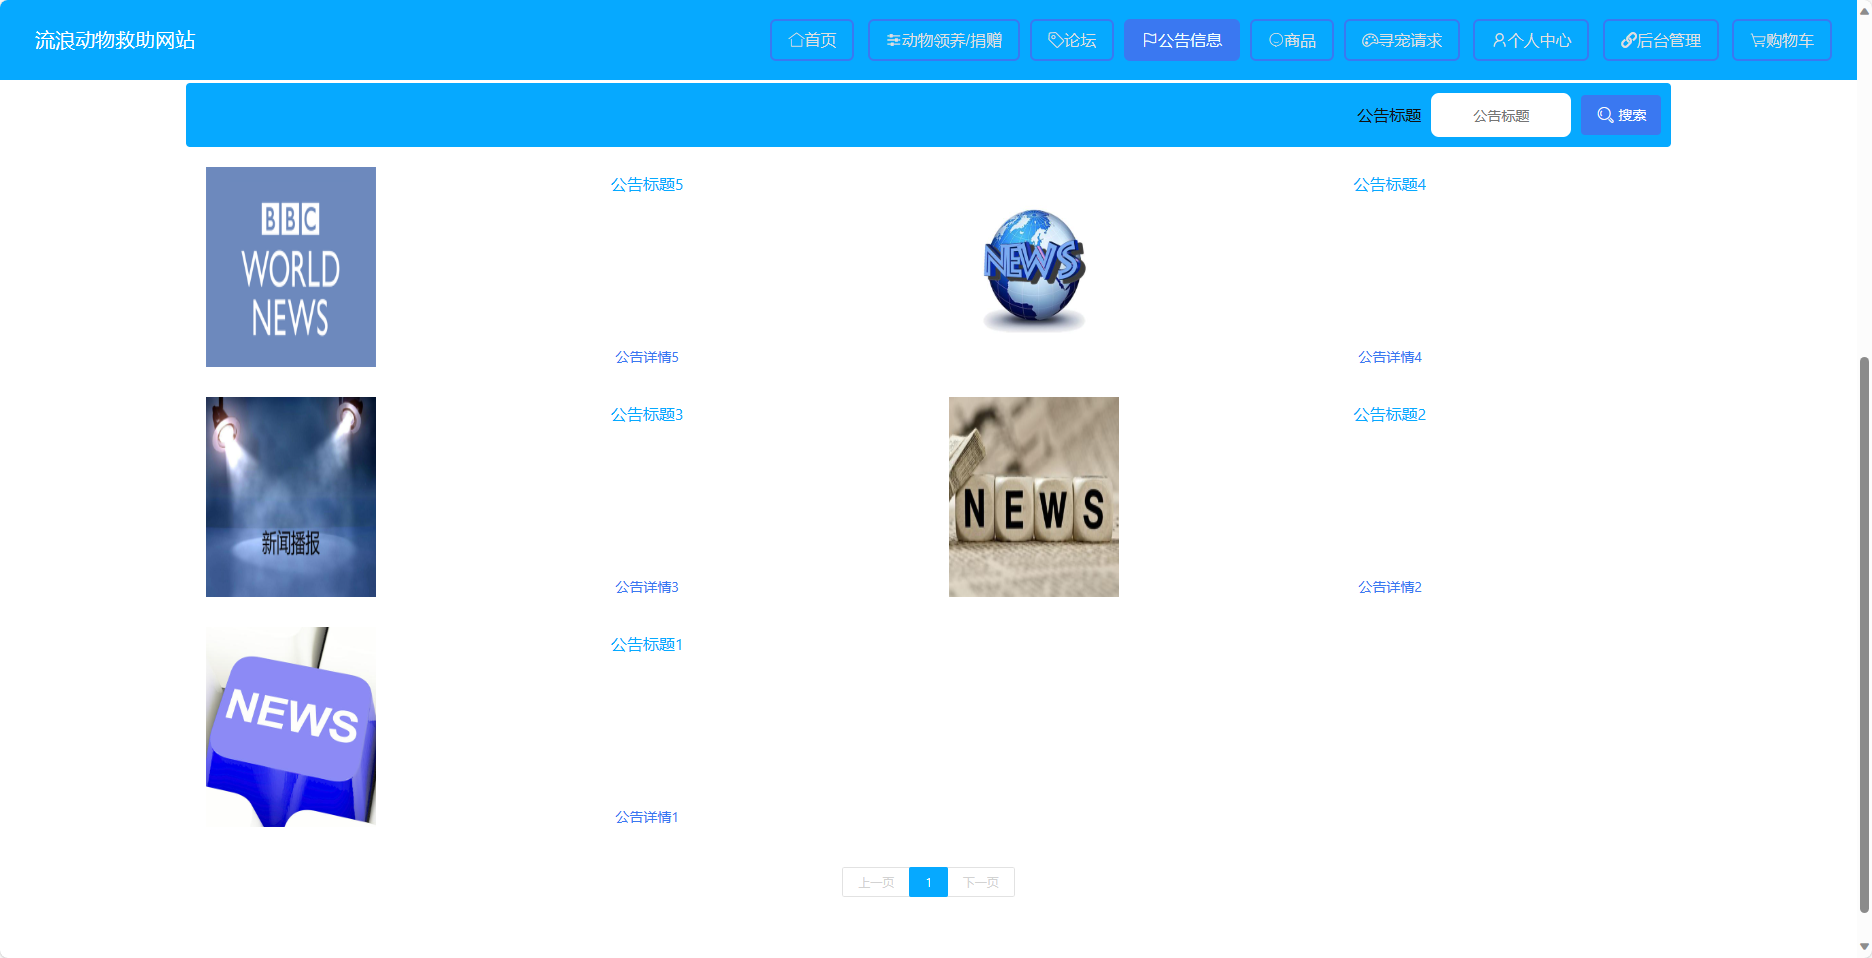 流浪动物救助网站
首页
动物领养/捐赠
论坛
公告信息
商品
寻宠请求
个人中心
后台管理
购物车
公告标题
公告标题
搜索
BBC
WORLD
NEWS
公告标题5
公告详情5
NEWS
公告标题4
公告详情4
新闻播报
公告标题3
公告详情3
NEWS
公告标题2
公告详情2
NEWS
公告标题1
公告详情1
上一页
1
下一页